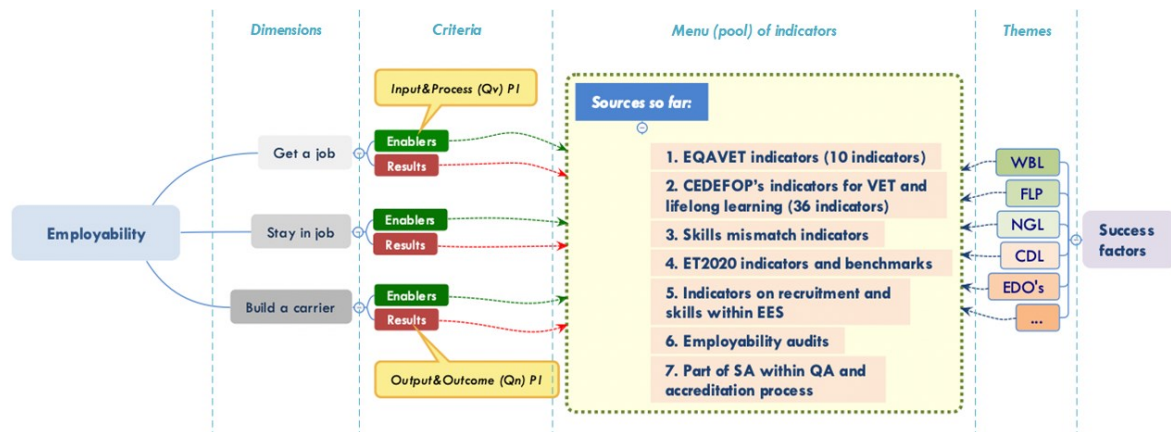 Dimensions
Criteria
Menu (pool) of indicators
Themes
Input&Process (Qv) PI
Sources so far:
Employability
Get a job
Enablers
Results
Stay in job
Enablers
Results
Build a carrier
Enablers
Results
Output&Outcome (Qn) PI
1. EQAVET indicators (10 indicators)
2. CEDEFOP's indicators for VET and
lifelong learning (36 indicators)
3. Skills mismatch indicators
4. ET2020 indicators and benchmarks
5. Indicators on recruitment and
skills within EES
6. Employability audits
7. Part of SA within QA and
accreditation process
WBL
FLP
NGL
CDL
EDO's
...
Success
factors